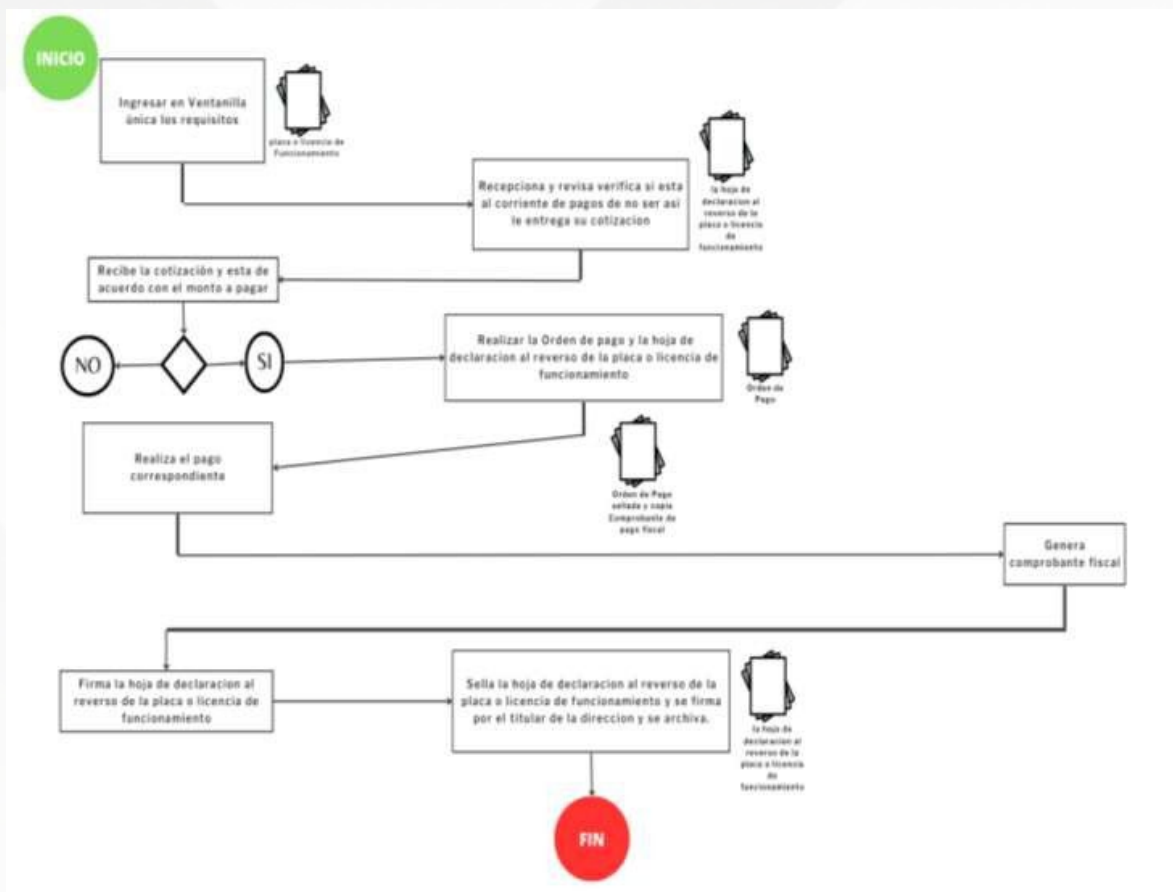 INICIO
Ingresar en Ventanilla
única los requisitos
placa o licencia de
Funcionamiento
Recepciona y revisa verifica si esta
al corriente de pagos de no ser asi
le entrega su cotizacion
la hoja de
declaracion al
reverso de la
placa o licencia
de
funcionamiento
Recibe la cotización y esta de
acuerdo con el monto a pagar
NO
SI
Realizar la Orden de pago y la hoja de
declaracion al reverso de la placa o licencia de
funcionamiento
Orden de
Pago
Realiza el pago
correspondiente
Orden de Pago
sellada y copia
Comprobante de
pago fiscal
Genera
comprobante fiscal
Firma la hoja de declaracion al
reverso de la placa o licencia de
funcionamiento
Sella la hoja de declaracion al reverso de la
placa o licencia de funcionamiento y se firma
por el titular de la direccion y se archiva.
la hoja de
declaracion al
reverso de la
placa o licencia
de
funcionamiento
FIN